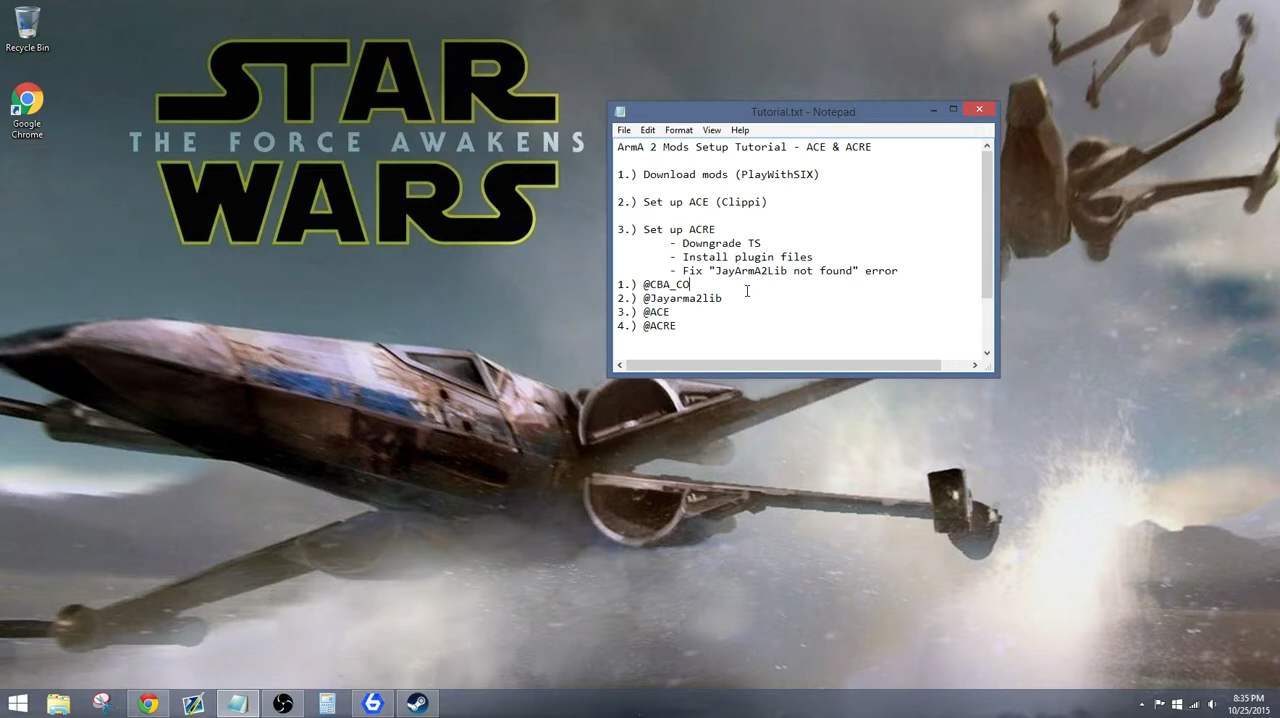 Recycle Bin
Google
Chrome
STAR
THE FORCE AWAKENS
WARS
Tutorial.txt - Notepad
File Edit Format View Help
ArmA 2 Mods Setup Tutorial - ACE & ACRE
1.) Download mods (PlayWithSIX)
2.) Set up ACE (Clippi)
3.) Set up ACRE
- Downgrade TS
- Install plugin files
- Fix "JayArmA2Lib not found" error
1.) @CBA_CO
2.) @Jayarma2lib
3.) @ACE
4.) @ACRE
8:35 PM
10/25/2015